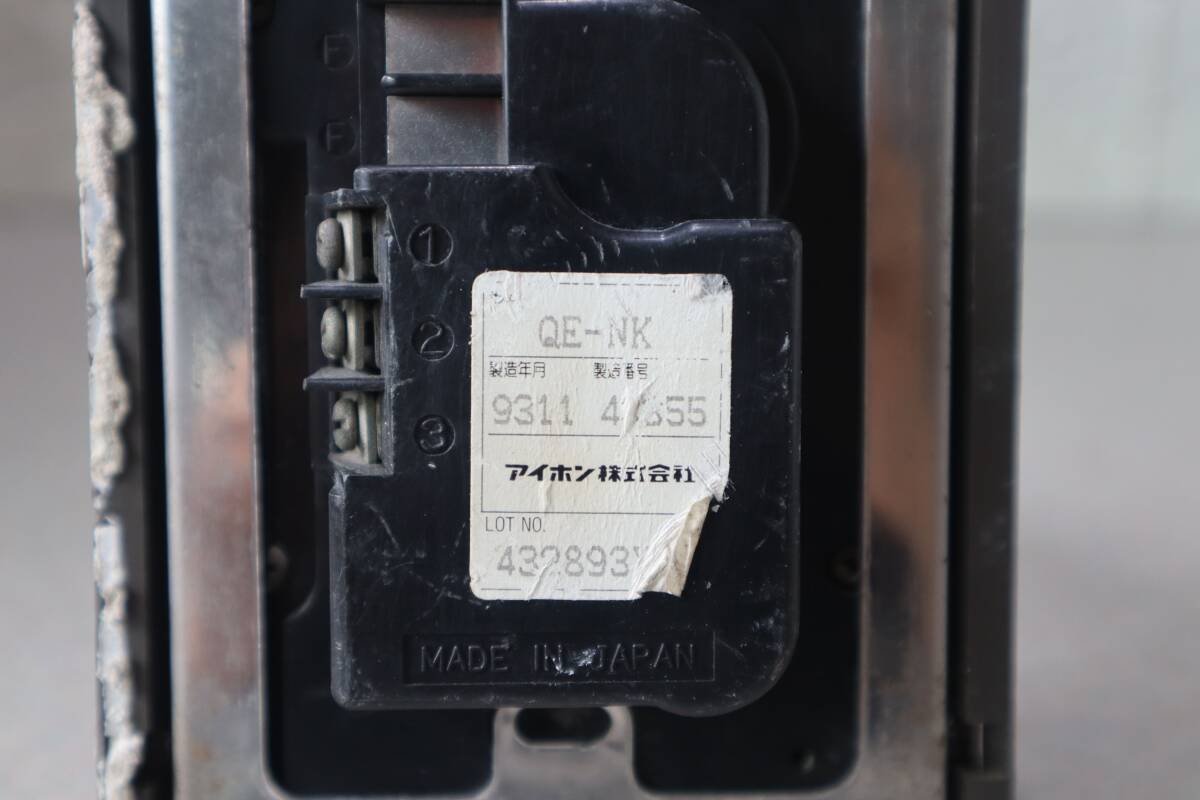 F
F
1
2
3
QE-NK
製造年月 製造番号
9311
アイホン株式会社
LOT NO.
MADE IN JAPAN